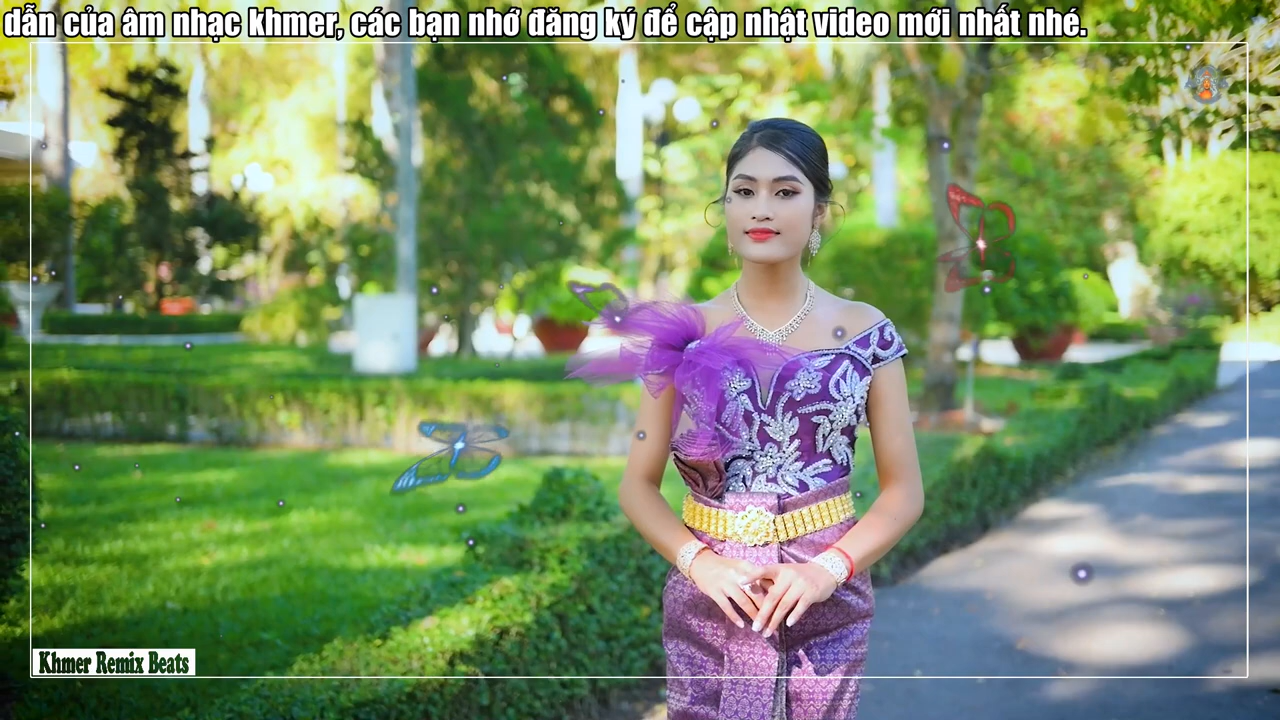 dẫn của âm nhạc khmer, các bạn nhớ đăng ký để cập nhật video mới nhất nhé.
Khmer Remix Beats